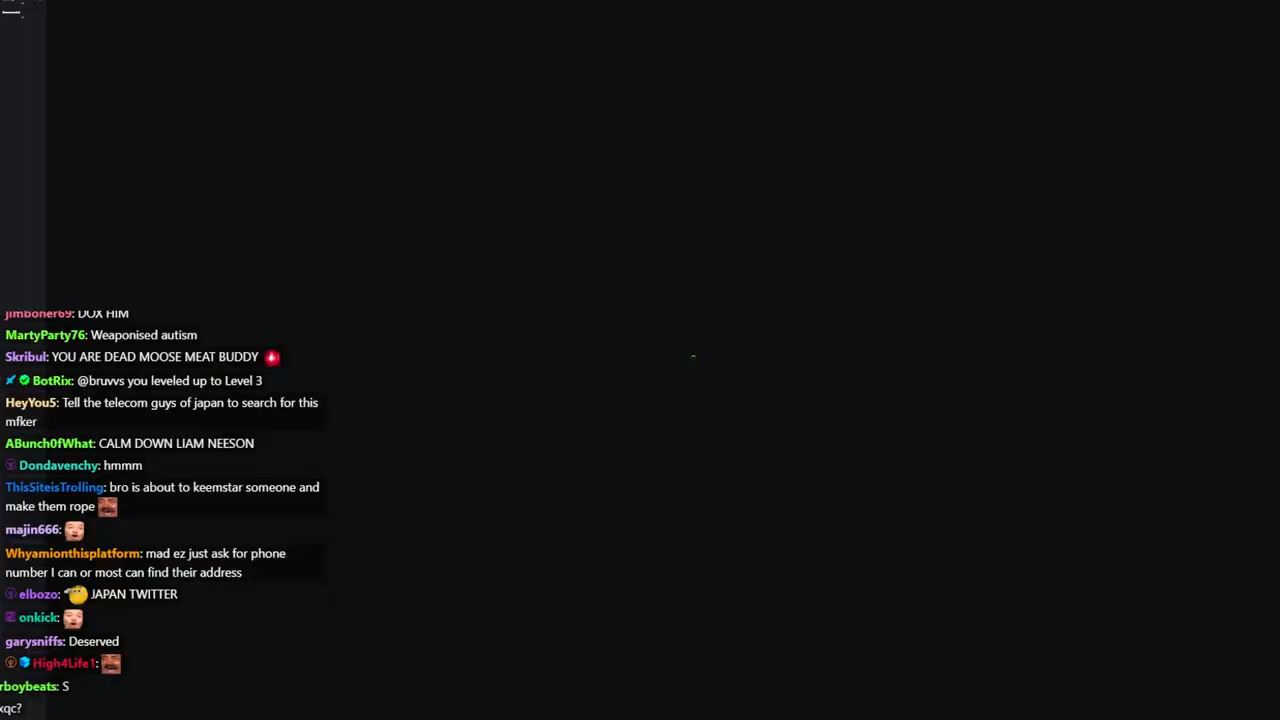 jimboner69: DOX HIM
MartyParty76: Weaponised autism
Skribul: YOU ARE DEAD MOOSE MEAT BUDDY
BotRix: @bruvvs you leveled up to Level 3
HeyYou5: Tell the telecom guys of japan to search for this
mfker
ABunch0fWhat: CALM DOWN LIAM NEESON
Dondavenchy: hmmm
ThisSiteisTrolling: bro is about to keemstar someone and
make them rope
majin666:
Whyamionthisplatform: mad ez just ask for phone
number I can or most can find their address
elbozo: JAPAN TWITTER
onkick:
garysniffs: Deserved
High4Life1:
rboybeats: S
xqc?